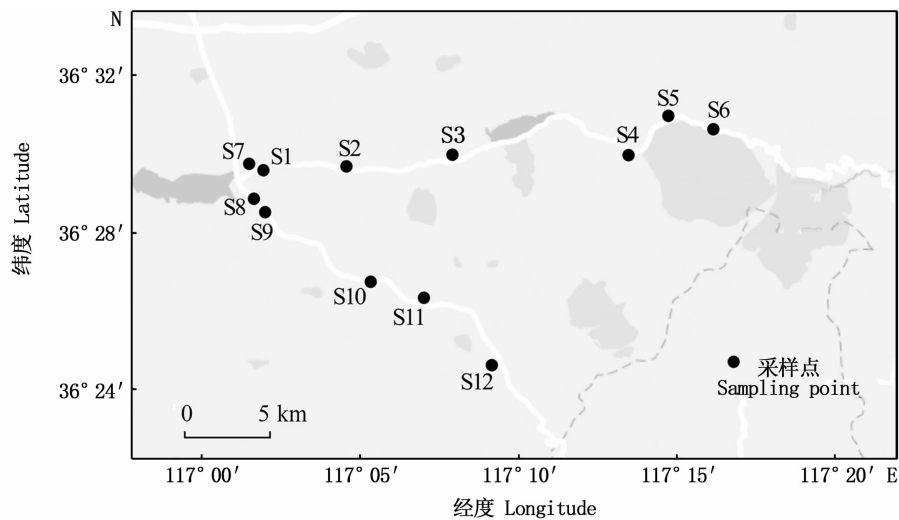 N
36° 32′
36° 28′
36° 24′
纬度 Latitude
S1
S2
S3
S4
S5
S6
S7
S8
S9
S10
S11
S12
采样点
Sampling point
0 5 km
117° 00′ 117° 05′ 117° 10′ 117° 15′ 117° 20′ E
经度 Longitude